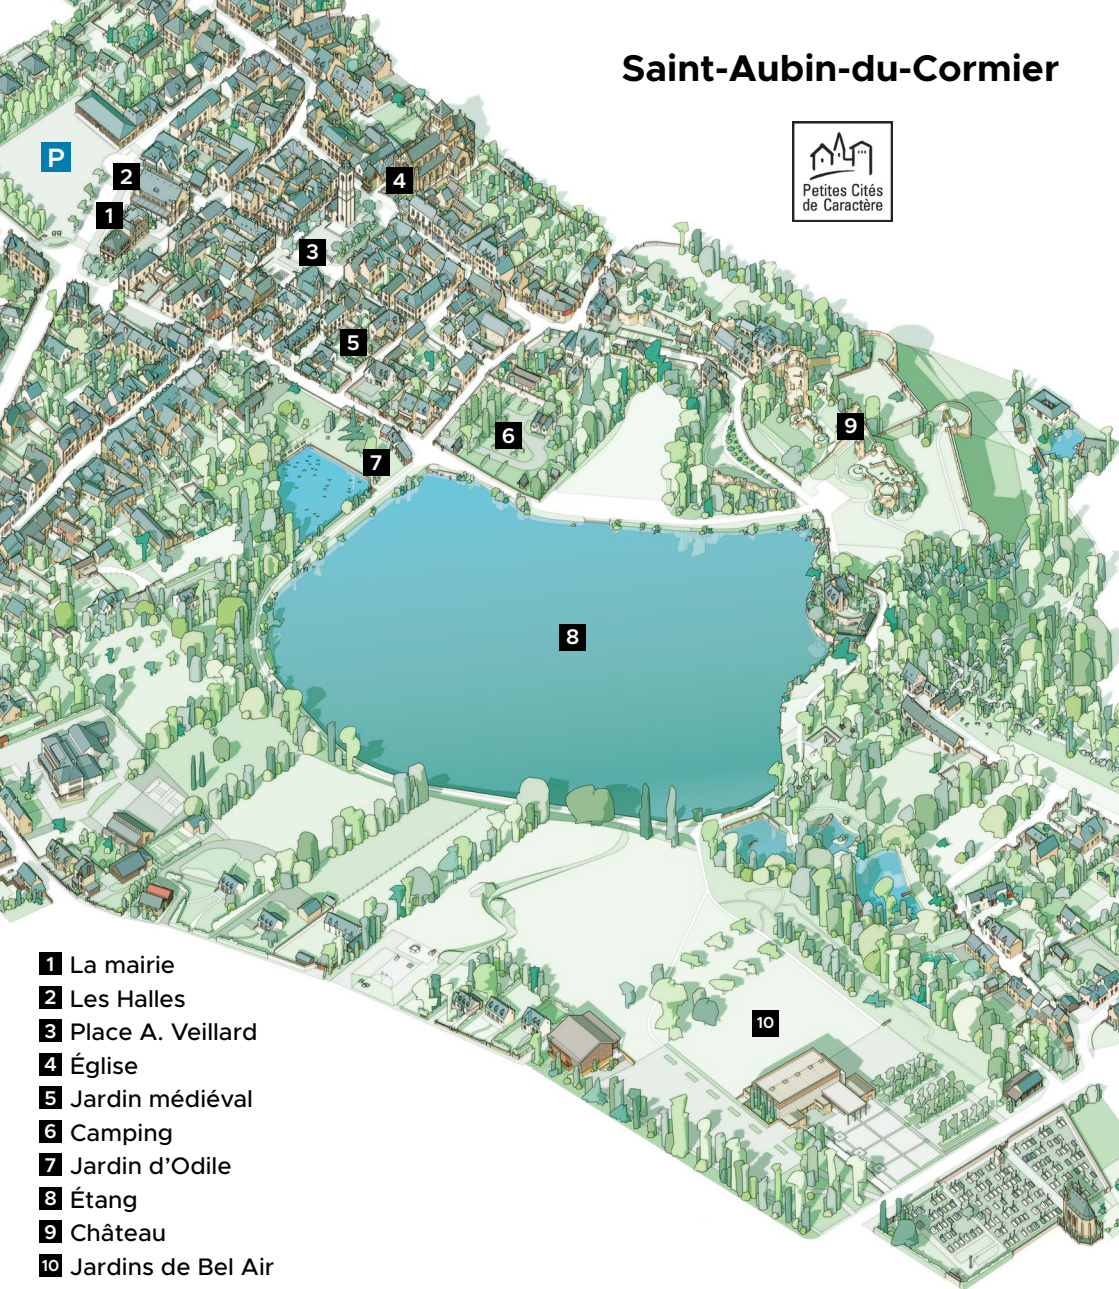 Saint-Aubin-du-Cormier
Petites Cités
de Caractère
P
2
4
1
3
5
9
6
7
8
10
1 La mairie
2 Les Halles
3 Place A. Veillard
4 Église
5 Jardin médiéval
6 Camping
7 Jardin d’Odile
8 Étang
9 Château
10 Jardins de Bel Air